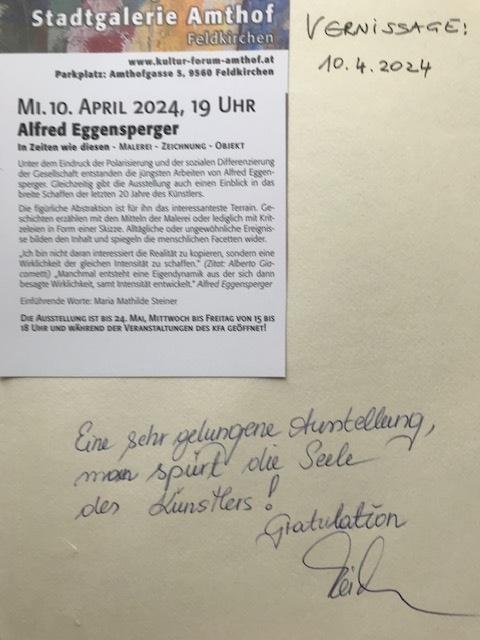 Stadtgalerie Amthof
Feldkirchen
www.kultur-forum-amthof.at
Parkplatz: Amthofgasse 5, 9560 Feldkirchen
Mi.10. April 2024, 19 Uhr
Alfred Eggensperger
In Zeiten wie diesen - Malerei - Zeichnung - Objekt
Unter dem Eindruck der Polarisierung und der sozialen Differenzierung
der Gesellschaft entstanden die jüngsten Arbeiten von Alfred Eggen-
sperger. Gleichzeitig gibt die Ausstellung auch einen Einblick in das
breite Schaffen der letzten 20 Jahre des Künstlers.
Die figürliche Abstraktion ist für ihn das interessanteste Terrain. Ge-
schichten erzählen mit den Mitteln der Malerei oder lediglich mit Krit-
zeleien in Form einer Skizze. Alltägliche oder ungewöhnliche Ereignis-
se bilden den Inhalt und spiegeln die menschlichen Facetten wider.
„Ich bin nicht daran interessiert die Realität zu kopieren, sondern eine
Wirklichkeit der gleichen Intensität zu schaffen.“ (Zitat: Alberto Gia-
cometti) „Manchmal entsteht eine Eigendynamik aus der sich dann
besagte Wirklichkeit, samt Intensität entwickelt.“ Alfred Eggensperger
Einführende Worte: Maria Mathilde Steiner
Die Ausstellung ist bis 24. Mai, Mittwoch bis Freitag von 15 bis
18 Uhr und während der Veranstaltungen des kfa geöffnet!
VERNISSAGE:
10.4.2024
Eine sehr gelungene Ausstellung,
man spürt die Seele
des Künstlers!
Gratulation